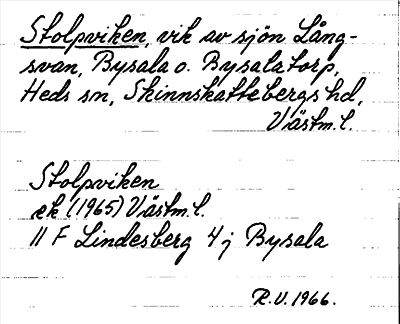 Stolpviken, vik av sjön Lång-
svan, Bysala o. Bysalatorp,
Heds sn, Skinnskattebergs hd,
Västm.l.
Stolpviken
ek (1965) Västm.l.
11 F Lindesberg 4j Bysala
R.V. 1966.